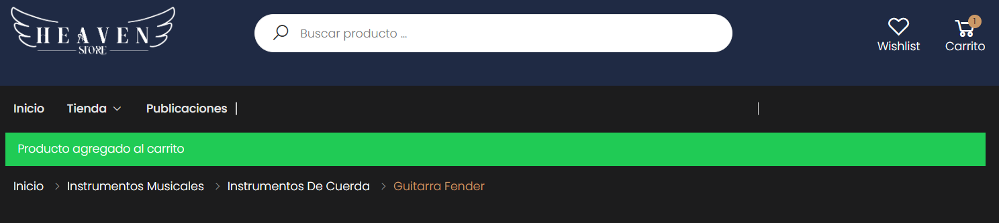 HEAVEN
STORE
Buscar producto ...
Wishlist
1
Carrito
Inicio Tienda Publicaciones |
Producto agregado al carrito
Inicio > Instrumentos Musicales > Instrumentos De Cuerda > Guitarra Fender